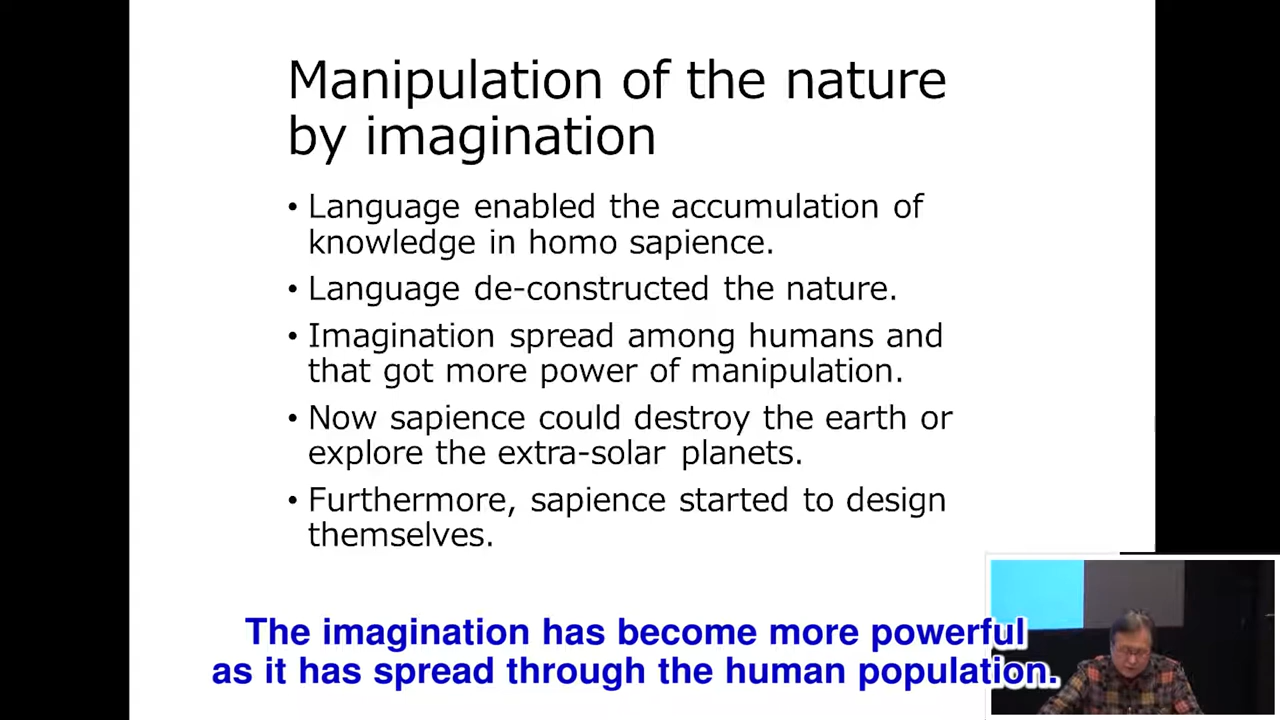 Manipulation of the nature
by imagination
• Language enabled the accumulation of
knowledge in homo sapience.
• Language de-constructed the nature.
• Imagination spread among humans and
that got more power of manipulation.
• Now sapience could destroy the earth or
explore the extra-solar planets.
• Furthermore, sapience started to design
themselves.
The imagination has become more powerful
as it has spread through the human population.